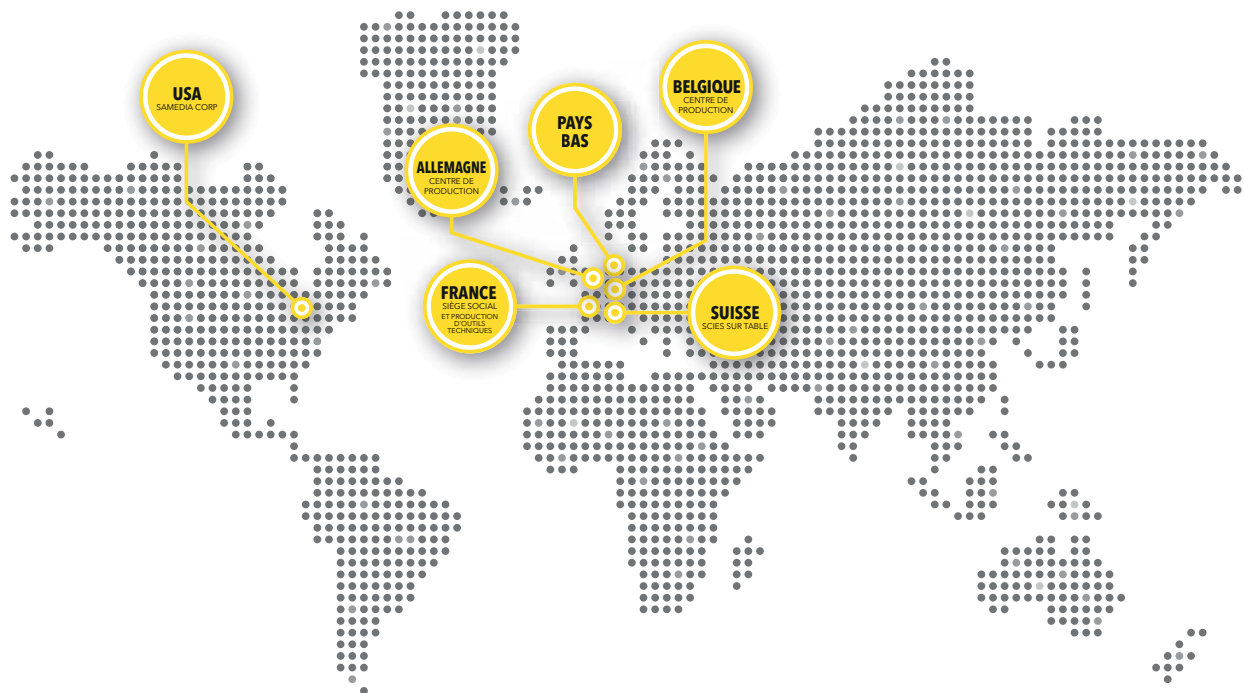 USA
SAMEDIA CORP
BELGIQUE
CENTRE DE
PRODUCTION
PAYS
BAS
ALLEMAGNE
CENTRE DE
PRODUCTION
FRANCE
SIÈGE SOCIAL
ET PRODUCTION
D'OUTILS
TECHNIQUES
SUISSE
SCIES SUR TABLE